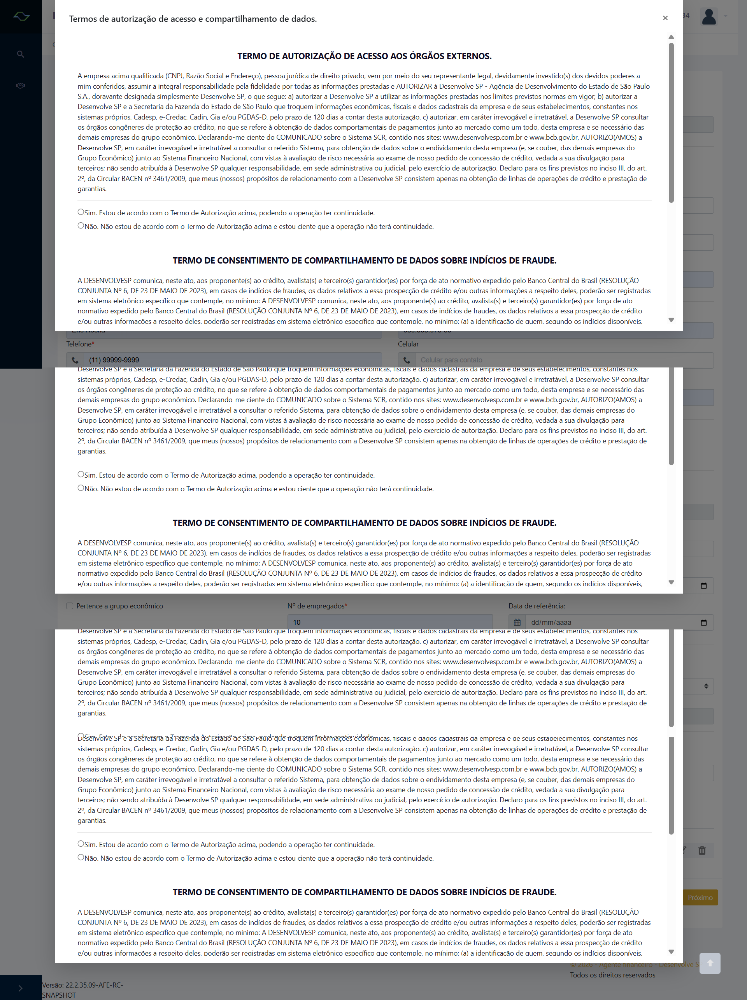 Termos de autorização de acesso e compartilhamento de dados.
×
34
TERMO DE AUTORIZAÇÃO DE ACESSO AOS ÓRGÃOS EXTERNOS.
A empresa acima qualificada (CNPJ, Razão Social e Endereço), pessoa jurídica de direito privado, vem por meio do seu representante legal, devidamente investido(s) dos devidos poderes a
mim conferidos, assumir a integral responsabilidade pela fidelidade por todas as informações prestadas e AUTORIZAR à Desenvolve SP - Agência de Desenvolvimento do Estado de São Paulo
S.A., doravante designada simplesmente Desenvolve SP, o que segue: a) autorizar a Desenvolve SP a utilizar as informações prestadas nos limites previstos normas em vigor; b) autorizar a
Desenvolve SP e a Secretaria da Fazenda do Estado de São Paulo que troquem informações econômicas, fiscais e dados cadastrais da empresa e de seus estabelecimentos, constantes nos
sistemas próprios, Cadesp, e-Credac, Cadin, Gia e/ou PGDAS-D, pelo prazo de 120 dias a contar desta autorização. c) autorizar, em caráter irrevogável e irretratável, a Desenvolve SP consultar
os órgãos congêneres de proteção ao crédito, no que se refere à obtenção de dados comportamentais de pagamentos junto ao mercado como um todo, desta empresa e se necessário das
demais empresas do grupo econômico. Declarando-me ciente do COMUNICADO sobre o Sistema SCR, contido nos sites: www.desenvolvesp.com.br e www.bcb.gov.br, AUTORIZO(AMOS) a
Desenvolve SP, em caráter irrevogável e irretratável a consultar o referido Sistema, para obtenção de dados sobre o endividamento desta empresa (e, se couber, das demais empresas do
Grupo Econômico) junto ao Sistema Financeiro Nacional, com vistas à avaliação de risco necessária ao exame de nosso pedido de concessão de crédito, vedada a sua divulgação para
terceiros; não sendo atribuída à Desenvolve SP qualquer responsabilidade, em sede administrativa ou judicial, pelo exercício de autorização. Declaro para os fins previstos no inciso III, do art.
2º, da Circular BACEN nº 3461/2009, que meus (nossos) propósitos de relacionamento com a Desenvolve SP consistem apenas na obtenção de linhas de operações de crédito e prestação de
garantias.
Sim. Estou de acordo com o Termo de Autorização acima, podendo a operação ter continuidade.
Não. Não estou de acordo com o Termo de Autorização acima e estou ciente que a operação não terá continuidade.
TERMO DE CONSENTIMENTO DE COMPARTILHAMENTO DE DADOS SOBRE INDÍCIOS DE FRAUDE.
A DESENVOLVESP comunica, neste ato, aos proponente(s) ao crédito, avalista(s) e terceiro(s) garantidor(es) por força de ato normativo expedido pelo Banco Central do Brasil (RESOLUÇÃO
CONJUNTA Nº 6, DE 23 DE MAIO DE 2023), em casos de indícios de fraudes, os dados relativos a essa prospecção de crédito e/ou outras informações a respeito deles, poderão ser registradas
em sistema eletrônico específico que contemple, no mínimo: A DESENVOLVESP comunica, neste ato, aos proponente(s) ao crédito, avalista(s) e terceiro(s) garantidor(es) por força de ato
normativo expedido pelo Banco Central do Brasil (RESOLUÇÃO CONJUNTA Nº 6, DE 23 DE MAIO DE 2023), em casos de indícios de fraudes, os dados relativos a essa prospecção de crédito
e/ou outras informações a respeito deles, poderão ser registradas em sistema eletrônico específico que contemple, no mínimo: (a) a identificação de quem, segundo os indícios disponíveis,
Telefone*
Celular
(11) 99999-9999
Celular para contato
Desenvolve SP e a Secretaria da Fazenda do Estado de São Paulo que troquem informações econômicas, fiscais e dados cadastrais da empresa e de seus estabelecimentos, constantes nos
sistemas próprios, Cadesp, e-Credac, Cadin, Gia e/ou PGDAS-D, pelo prazo de 120 dias a contar desta autorização. c) autorizar, em caráter irrevogável e irretratável, a Desenvolve SP consultar
os órgãos congêneres de proteção ao crédito, no que se refere à obtenção de dados comportamentais de pagamentos junto ao mercado como um todo, desta empresa e se necessário das
demais empresas do grupo econômico. Declarando-me ciente do COMUNICADO sobre o Sistema SCR, contido nos sites: www.desenvolvesp.com.br e www.bcb.gov.br, AUTORIZO(AMOS) a
Desenvolve SP, em caráter irrevogável e irretratável a consultar o referido Sistema, para obtenção de dados sobre o endividamento desta empresa (e, se couber, das demais empresas do
Grupo Econômico) junto ao Sistema Financeiro Nacional, com vistas à avaliação de risco necessária ao exame de nosso pedido de concessão de crédito, vedada a sua divulgação para
terceiros; não sendo atribuída à Desenvolve SP qualquer responsabilidade, em sede administrativa ou judicial, pelo exercício de autorização. Declaro para os fins previstos no inciso III, do art.
2º, da Circular BACEN nº 3461/2009, que meus (nossos) propósitos de relacionamento com a Desenvolve SP consistem apenas na obtenção de linhas de operações de crédito e prestação de
garantias.
Sim. Estou de acordo com o Termo de Autorização acima, podendo a operação ter continuidade.
Não. Não estou de acordo com o Termo de Autorização acima e estou ciente que a operação não terá continuidade.
TERMO DE CONSENTIMENTO DE COMPARTILHAMENTO DE DADOS SOBRE INDÍCIOS DE FRAUDE.
A DESENVOLVESP comunica, neste ato, aos proponente(s) ao crédito, avalista(s) e terceiro(s) garantidor(es) por força de ato normativo expedido pelo Banco Central do Brasil (RESOLUÇÃO
CONJUNTA Nº 6, DE 23 DE MAIO DE 2023), em casos de indícios de fraudes, os dados relativos a essa prospecção de crédito e/ou outras informações a respeito deles, poderão ser registradas
em sistema eletrônico específico que contemple, no mínimo: A DESENVOLVESP comunica, neste ato, aos proponente(s) ao crédito, avalista(s) e terceiro(s) garantidor(es) por força de ato
normativo expedido pelo Banco Central do Brasil (RESOLUÇÃO CONJUNTA Nº 6, DE 23 DE MAIO DE 2023), em casos de indícios de fraudes, os dados relativos a essa prospecção de crédito
e/ou outras informações a respeito deles, poderão ser registradas em sistema eletrônico específico que contemple, no mínimo: (a) a identificação de quem, segundo os indícios disponíveis,
Pertence a grupo econômico
Nº de empregados*
Data de referência:
10
dd/mm/aaaa
Desenvolve SP e a Secretaria da Fazenda do Estado de São Paulo que troquem informações econômicas, fiscais e dados cadastrais da empresa e de seus estabelecimentos, constantes nos
sistemas próprios, Cadesp, e-Credac, Cadin, Gia e/ou PGDAS-D, pelo prazo de 120 dias a contar desta autorização. c) autorizar, em caráter irrevogável e irretratável, a Desenvolve SP consultar
os órgãos congêneres de proteção ao crédito, no que se refere à obtenção de dados comportamentais de pagamentos junto ao mercado como um todo, desta empresa e se necessário das
demais empresas do grupo econômico. Declarando-me ciente do COMUNICADO sobre o Sistema SCR, contido nos sites: www.desenvolvesp.com.br e www.bcb.gov.br, AUTORIZO(AMOS) a
Desenvolve SP, em caráter irrevogável e irretratável a consultar o referido Sistema, para obtenção de dados sobre o endividamento desta empresa (e, se couber, das demais empresas do
Grupo Econômico) junto ao Sistema Financeiro Nacional, com vistas à avaliação de risco necessária ao exame de nosso pedido de concessão de crédito, vedada a sua divulgação para
terceiros; não sendo atribuída à Desenvolve SP qualquer responsabilidade, em sede administrativa ou judicial, pelo exercício de autorização. Declaro para os fins previstos no inciso III, do art.
2º, da Circular BACEN nº 3461/2009, que meus (nossos) propósitos de relacionamento com a Desenvolve SP consistem apenas na obtenção de linhas de operações de crédito e prestação de
garantias.
Desenvolve SP e a Secretaria da Fazenda do Estado de São Paulo que troquem informações econômicas, fiscais e dados cadastrais da empresa e de seus estabelecimentos, constantes nos
sistemas próprios, Cadesp, e-Credac, Cadin, Gia e/ou PGDAS-D, pelo prazo de 120 dias a contar desta autorização. c) autorizar, em caráter irrevogável e irretratável, a Desenvolve SP consultar
os órgãos congêneres de proteção ao crédito, no que se refere à obtenção de dados comportamentais de pagamentos junto ao mercado como um todo, desta empresa e se necessário das
demais empresas do grupo econômico. Declarando-me ciente do COMUNICADO sobre o Sistema SCR, contido nos sites: www.desenvolvesp.com.br e www.bcb.gov.br, AUTORIZO(AMOS) a
Desenvolve SP, em caráter irrevogável e irretratável a consultar o referido Sistema, para obtenção de dados sobre o endividamento desta empresa (e, se couber, das demais empresas do
Grupo Econômico) junto ao Sistema Financeiro Nacional, com vistas à avaliação de risco necessária ao exame de nosso pedido de concessão de crédito, vedada a sua divulgação para
terceiros; não sendo atribuída à Desenvolve SP qualquer responsabilidade, em sede administrativa ou judicial, pelo exercício de autorização. Declaro para os fins previstos no inciso III, do art.
2º, da Circular BACEN nº 3461/2009, que meus (nossos) propósitos de relacionamento com a Desenvolve SP consistem apenas na obtenção de linhas de operações de crédito e prestação de
garantias.
Sim. Estou de acordo com o Termo de Autorização acima, podendo a operação ter continuidade.
Não. Não estou de acordo com o Termo de Autorização acima e estou ciente que a operação não terá continuidade.
TERMO DE CONSENTIMENTO DE COMPARTILHAMENTO DE DADOS SOBRE INDÍCIOS DE FRAUDE.
Próximo
A DESENVOLVESP comunica, neste ato, aos proponente(s) ao crédito, avalista(s) e terceiro(s) garantidor(es) por força de ato normativo expedido pelo Banco Central do Brasil (RESOLUÇÃO
CONJUNTA Nº 6, DE 23 DE MAIO DE 2023), em casos de indícios de fraudes, os dados relativos a essa prospecção de crédito e/ou outras informações a respeito deles, poderão ser registradas
em sistema eletrônico específico que contemple, no mínimo: A DESENVOLVESP comunica, neste ato, aos proponente(s) ao crédito, avalista(s) e terceiro(s) garantidor(es) por força de ato
normativo expedido pelo Banco Central do Brasil (RESOLUÇÃO CONJUNTA Nº 6, DE 23 DE MAIO DE 2023), em casos de indícios de fraudes, os dados relativos a essa prospecção de crédito
e/ou outras informações a respeito deles, poderão ser registradas em sistema eletrônico específico que contemple, no mínimo: (a) a identificação de quem, segundo os indícios disponíveis,
© 2026 - Agente financeiro - Desenvolve S
Todos os direitos reservados
Versão: 22.2.35.09-AFE-RC-
SNAPSHOT